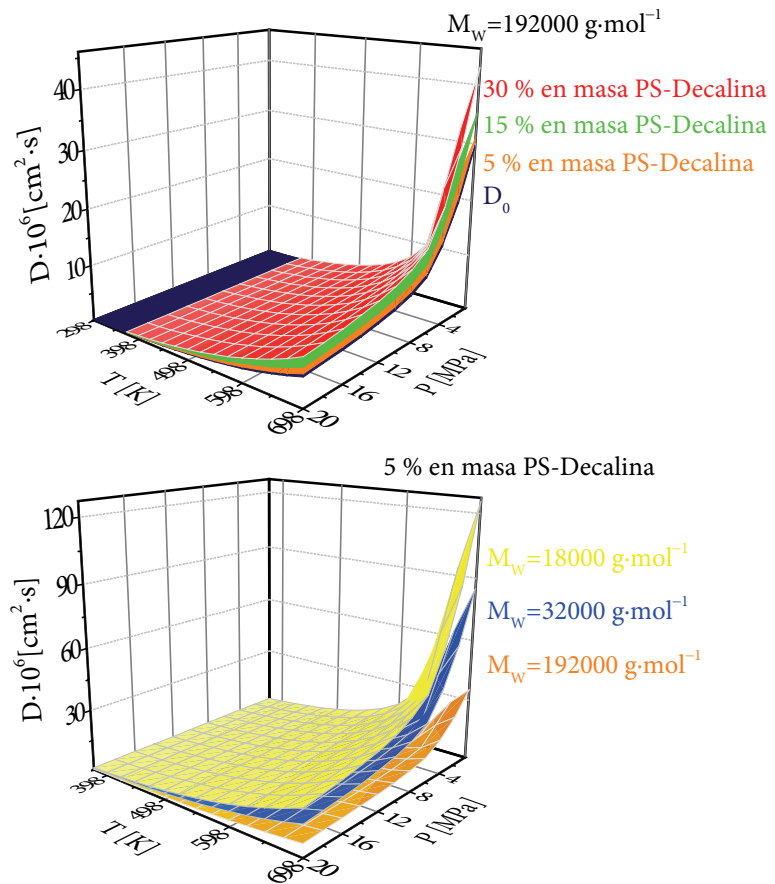 M_W=192000 g·mol⁻¹
40
30
20
10
D·10⁶[cm²·s]
30 % en masa PS-Decalina
15 % en masa PS-Decalina
5 % en masa PS-Decalina
D₀
298
398
498
598
698
T [K]
4
8
12
16
20
P [MPa]
5 % en masa PS-Decalina
120
90
60
30
D·10⁶[cm²·s]
M_W=18000 g·mol⁻¹
M_W=32000 g·mol⁻¹
M_W=192000 g·mol⁻¹
398
498
598
698
T [K]
4
8
12
16
20
P [MPa]